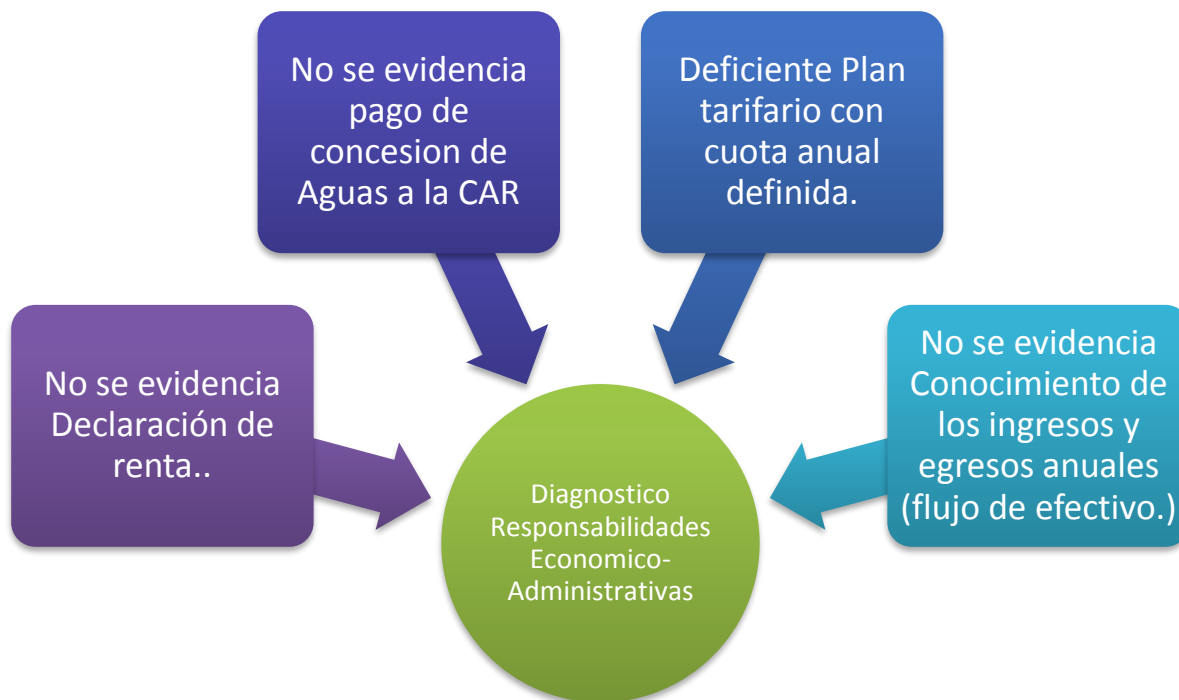 No se evidencia
pago de
concesion de
Aguas a la CAR
Deficiente Plan
tarifario con
cuota anual
definida.
No se evidencia
Declaración de
renta..
No se evidencia
Conocimiento de
los ingresos y
egresos anuales
(flujo de efectivo.)
Diagnostico
Responsabilidades
Economico-
Administrativas